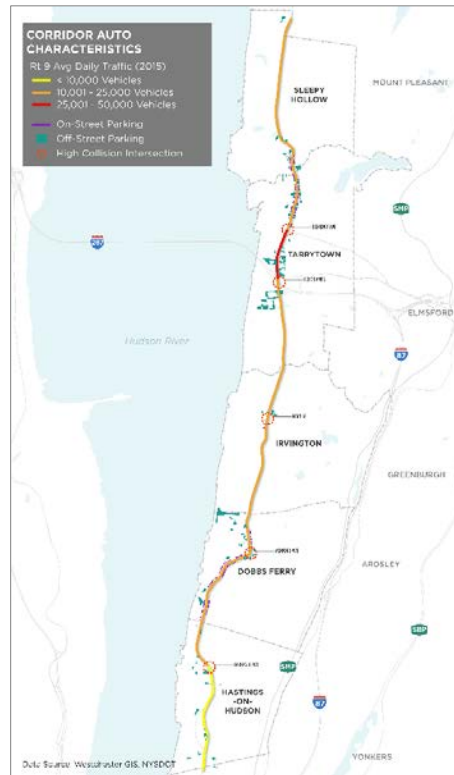 CORRIDOR AUTO
CHARACTERISTICS
Rt 9 Avg Daily Traffic (2015)
< 10,000 Vehicles
10,001 - 25,000 Vehicles
25,001 - 50,000 Vehicles
On-Street Parking
Off-Street Parking
High Collision Intersection
SLEEPY
HOLLOW
MOUNT PLEASANT
SMP
287
TARRYTOWN
ELMSFORD
Hudson River
87
IRVINGTON
GREENBURGH
DOBBS FERRY
ARDSLEY
SBP
SMP
HASTINGS
-ON-
HUDSON
87
YONKERS
Data Source: Westchester GIS, NYSDOT